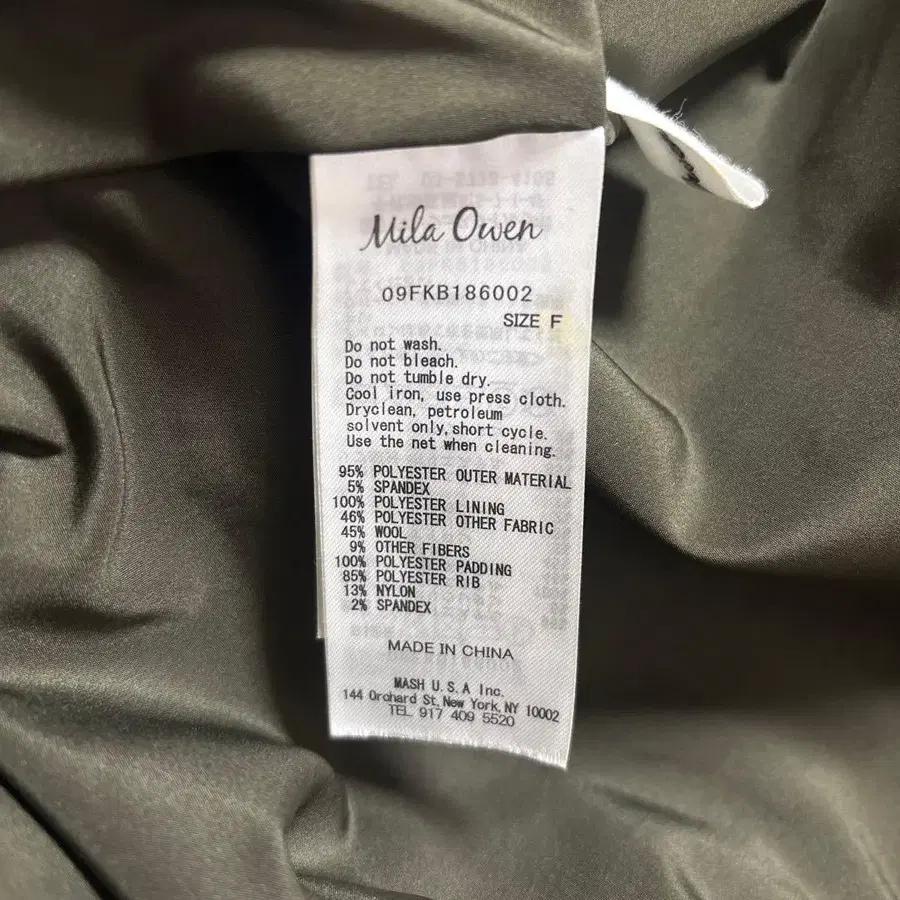 Mila Owen
09FKB186002
SIZE F
Do not wash.
Do not bleach.
Do not tumble dry.
Cool iron, use press cloth.
Dryclean, petroleum
solvent only, short cycle.
Use the net when cleaning.
95% POLYESTER OUTER MATERIAL
5% SPANDEX
100% POLYESTER LINING
46% POLYESTER OTHER FABRIC
45% WOOL
9% OTHER FIBERS
100% POLYESTER PADDING
85% POLYESTER RIB
13% NYLON
2% SPANDEX
MADE IN CHINA
MASH U.S.A Inc.
144 Orchard St, New York, NY 10002
TEL 917 409 5520